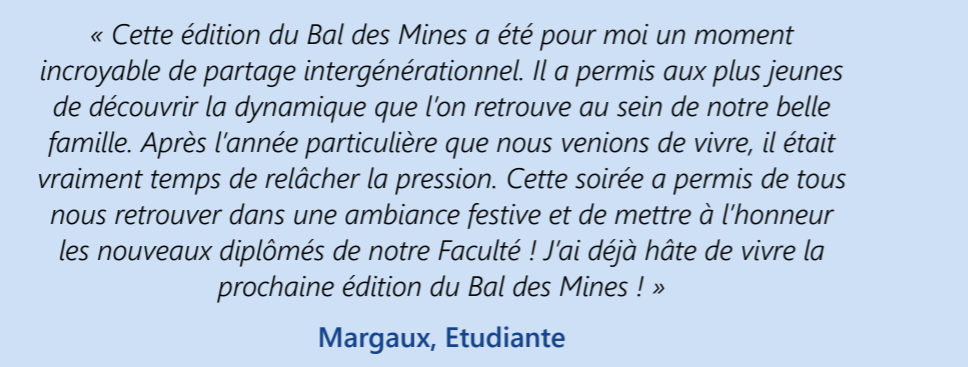 « Cette édition du Bal des Mines a été pour moi un moment
incroyable de partage intergénérationnel. Il a permis aux plus jeunes
de découvrir la dynamique que l'on retrouve au sein de notre belle
famille. Après l'année particulière que nous venions de vivre, il était
vraiment temps de relâcher la pression. Cette soirée a permis de tous
nous retrouver dans une ambiance festive et de mettre à l'honneur
les nouveaux diplômés de notre Faculté ! J'ai déjà hâte de vivre la
prochaine édition du Bal des Mines ! »
Margaux, Etudiante